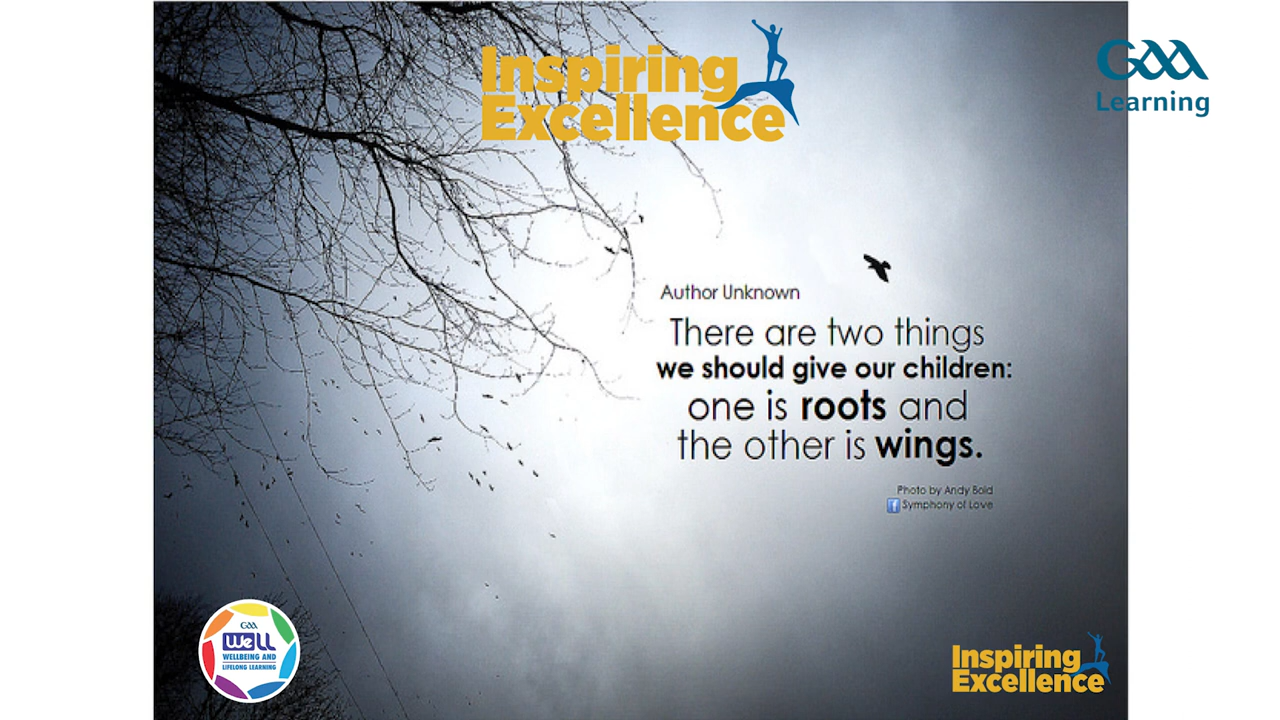 Inspiring
Excellence
GAA
Learning
Author Unknown
There are two things
we should give our children:
one is roots and
the other is wings.
Photo by Andy Bold
f Symphony of Love
GAA
WeLL
WELLBEING AND
LIFELONG LEARNING
Inspiring
Excellence